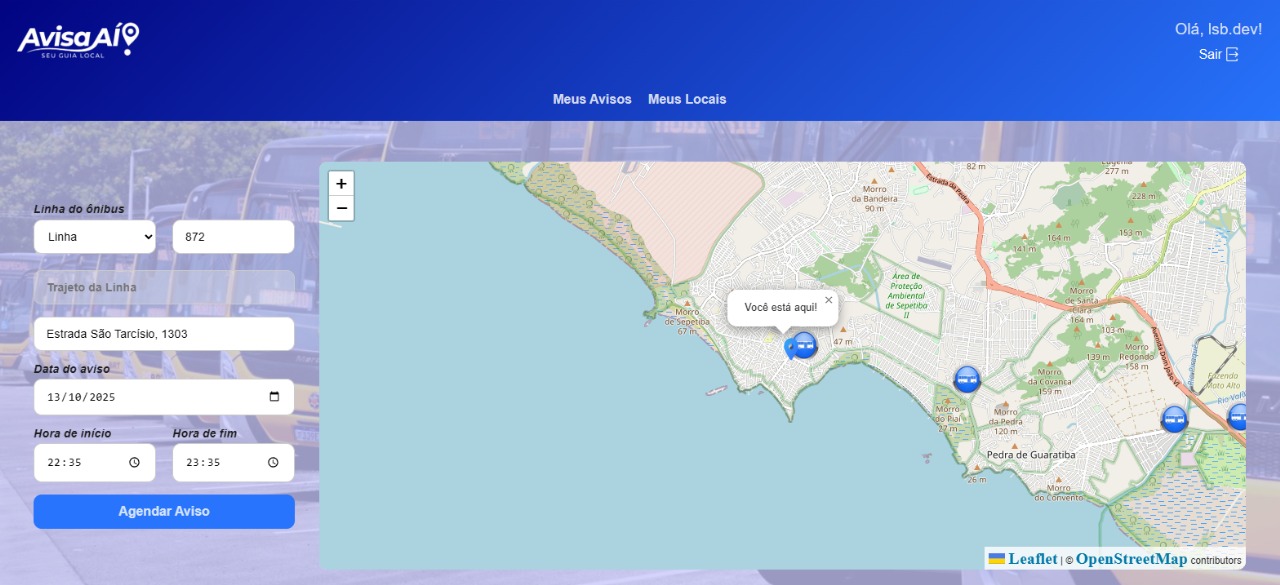 AvisaAí
SEU GUIA LOCAL
Olá, lsb.dev!
Sair
Meus Avisos
Meus Locais
Linha do ônibus
Linha
872
Trajeto da Linha
Estrada São Tarcísio, 1303
Data do aviso
13/10/2025
Hora de início
Hora de fim
22:35
23:35
Agendar Aviso
+
−
82 m
Estrada da Pedra
277 m
Morro
da Bandeira
90 m
228 m
164 m
153 m
141 m
Área de
Proteção
Ambiental
de Sepetiba
II
Morro
de Santa
Clara
164 m
Você está aqui!
×
Morro
de Sepetiba
67 m
47 m
103 m
Morro
Redondo
158 m
139 m
Avenida Dom João VI
Morro
da Covanca
159 m
Fazenda
Mato Alto
Morro
do Piaí
27 m
Morro
da Pedra
120 m
Pedra de Guaratiba
26 m
Morro
do Convento
Leaflet | © OpenStreetMap contributors